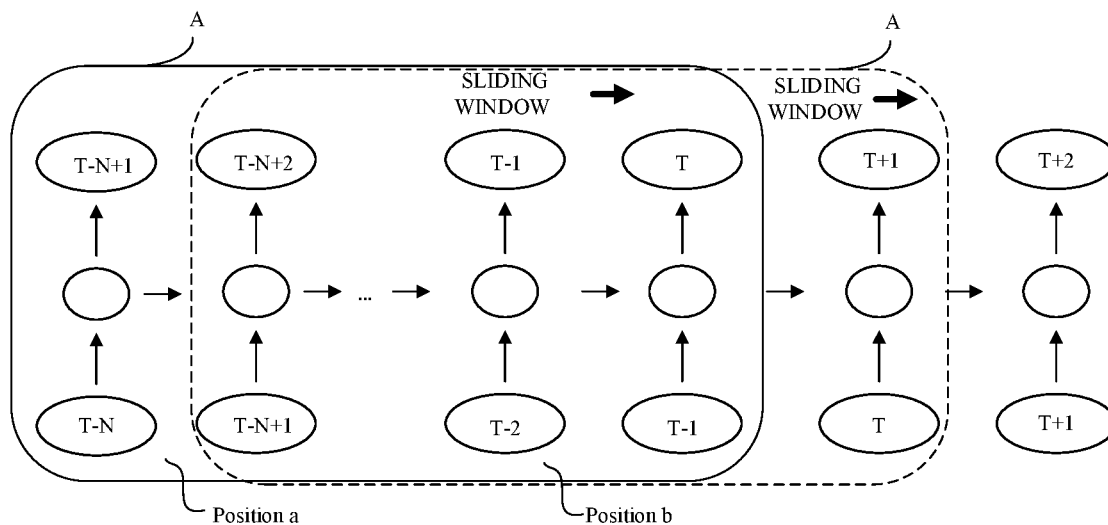 A
A
SLIDING
WINDOW
SLIDING
WINDOW
T-N+1
T-N+2
T-1
T
T+1
T+2
...
T-N
T-N+1
T-2
T-1
T
T+1
Position a
Position b